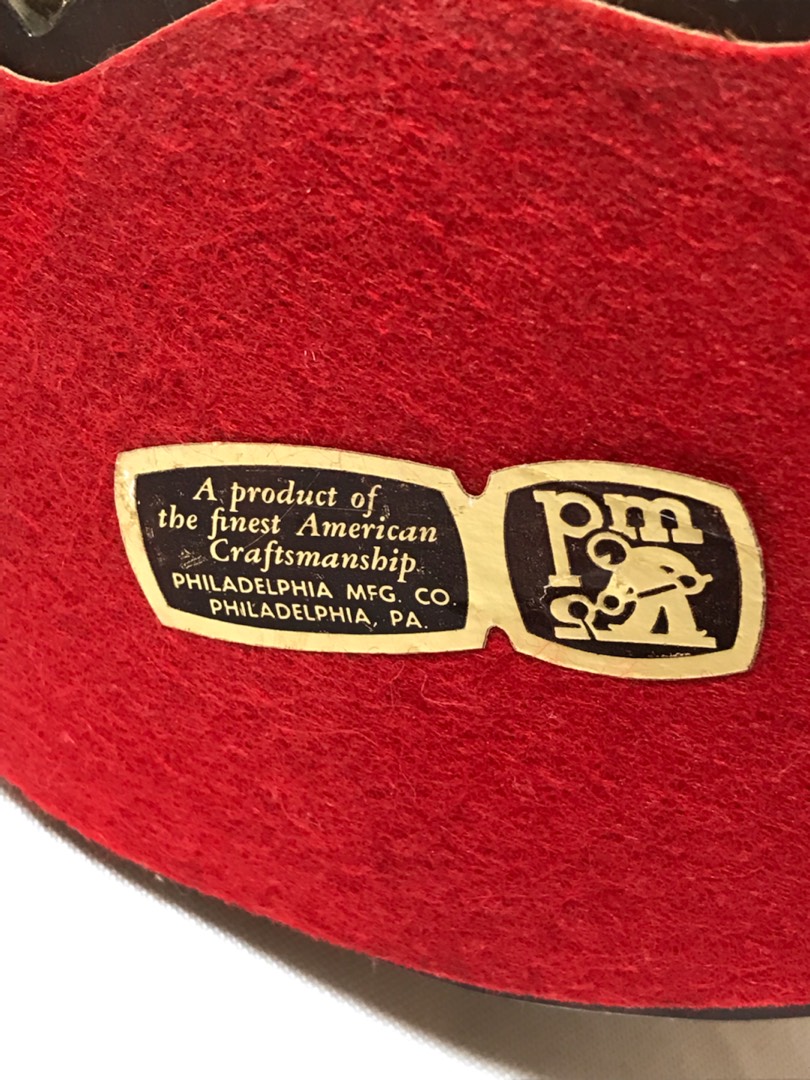 A product of
the finest American
Craftsmanship
PHILADELPHIA MFG. CO.
PHILADELPHIA, PA.
pm
c